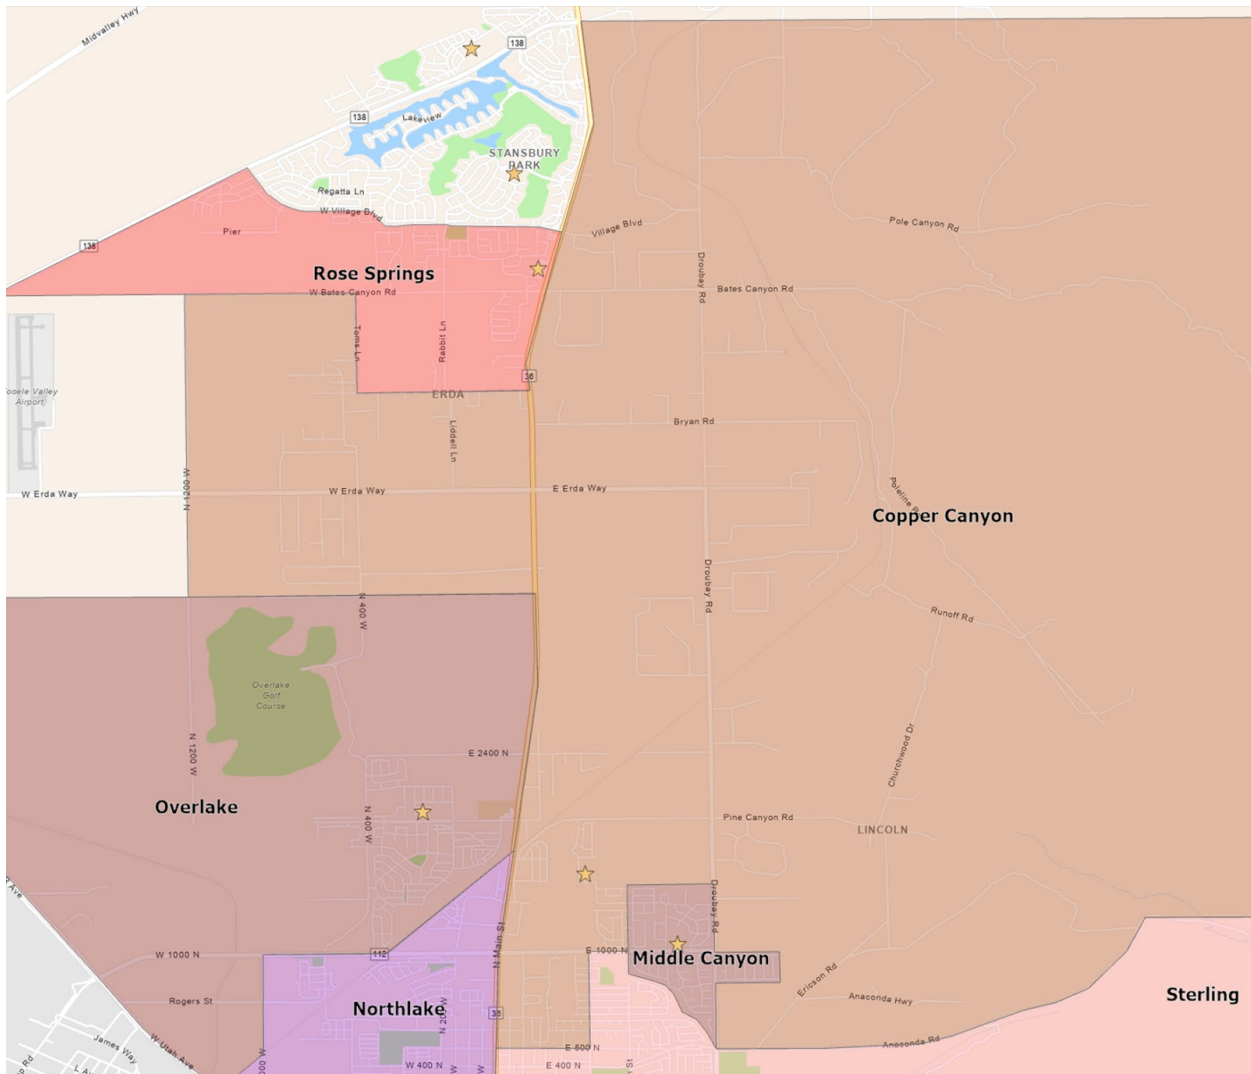 Midvalley Hwy
138
138
Lakeview
STANSBURY
PARK
Regatta Ln
W Village Blvd
Pier
138
Village Blvd
Pole Canyon Rd
Rose Springs
W Bates Canyon Rd
Droubay Rd
Bates Canyon Rd
Toms Ln
Rabbit Ln
36
ERDA
Airport
Liddell Ln
Bryan Rd
W Erda Way
N 1200 W
W Erda Way
E Erda Way
Copper Canyon
Droubay Rd
N 400 W
Runoff Rd
Overlake
Golf
Course
N 1200 W
E 2400 N
Churchwood Dr
Overlake
N 400 W
Pine Canyon Rd
LINCOLN
Droubay Rd
N Main St
W 1000 N
112
E 1000 N
Middle Canyon
Ericson Rd
Rogers St
Northlake
N 200 W
Anaconda Hwy
Sterling
W Utah Ave
James Way
E 500 N
Anaconda Rd
W 400 N
E 400 N